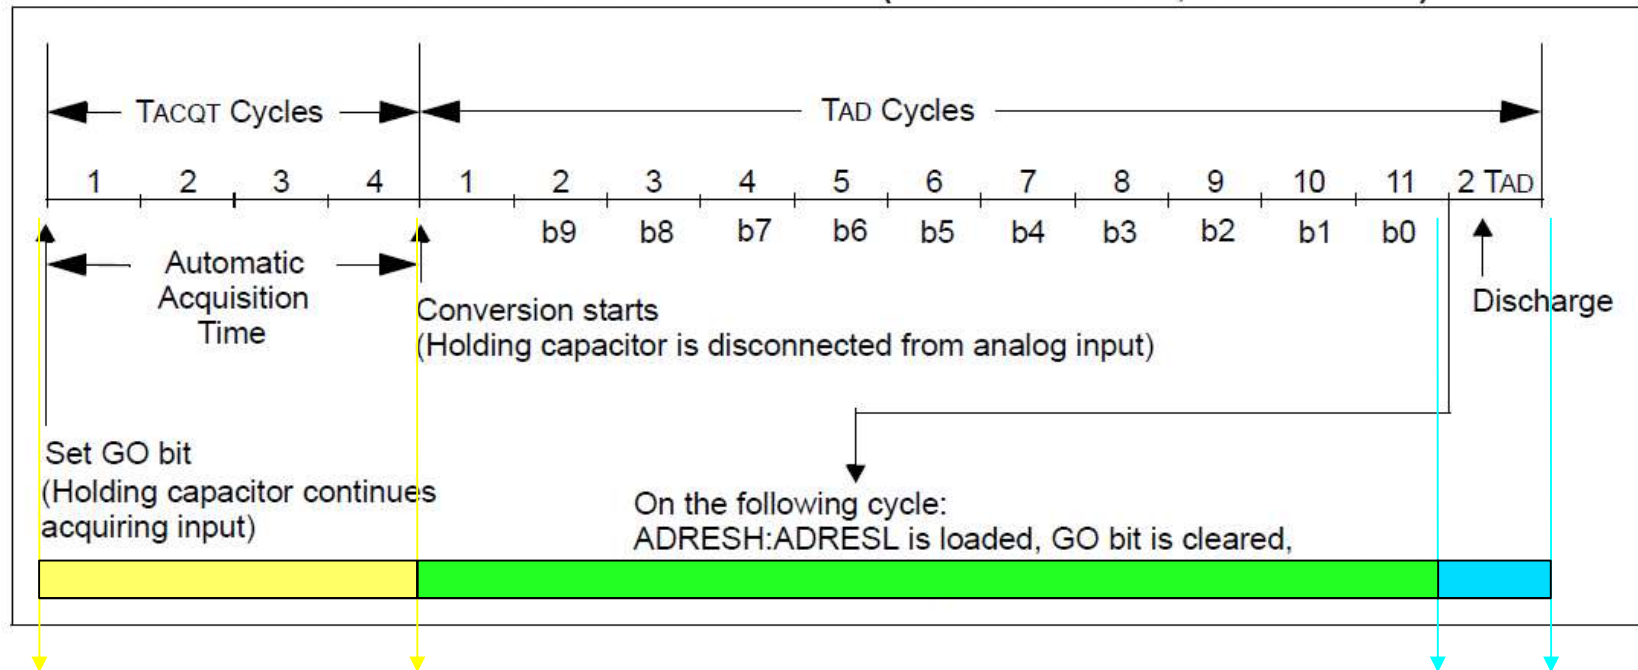 TACQT Cycles TAD Cycles
1 2 3 4 1 2 3 4 5 6 7 8 9 10 11 2 TAD
b9 b8 b7 b6 b5 b4 b3 b2 b1 b0
Automatic
Acquisition
Time
Conversion starts
(Holding capacitor is disconnected from analog input)
Discharge
Set GO bit
(Holding capacitor continues
acquiring input)
On the following cycle:
ADRESH:ADRESL is loaded, GO bit is cleared,